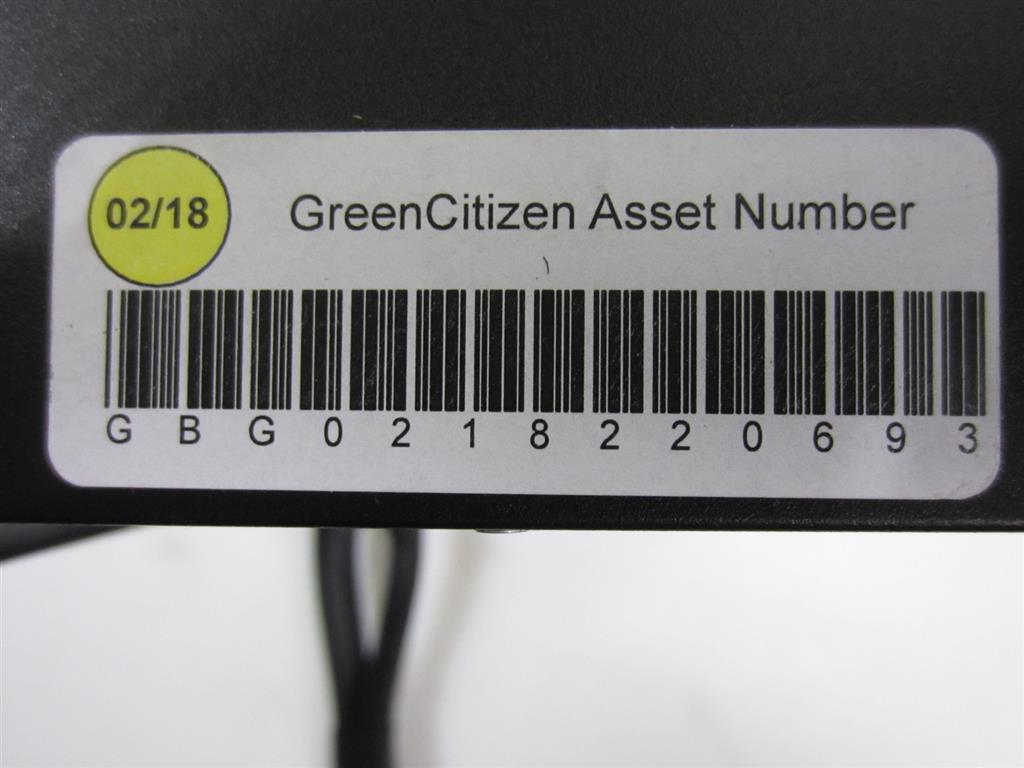 02/18 GreenCitizen Asset Number
G B G 0 2 1 8 2 2 0 6 9 3